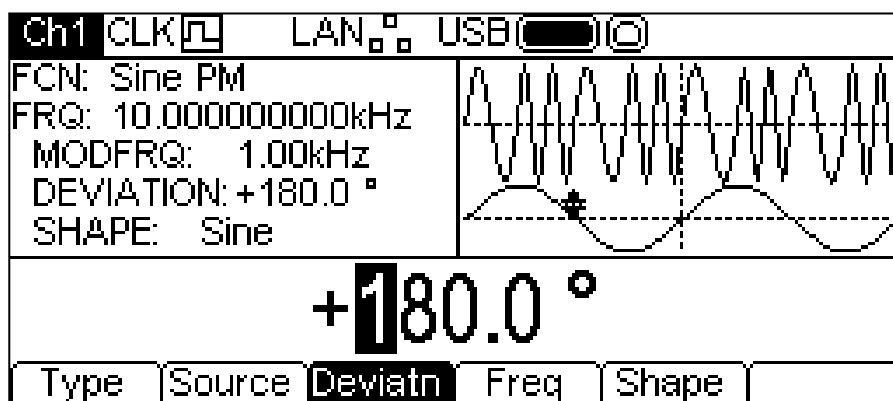 Ch1 CLK LAN USB
FCN: Sine PM
FRQ: 10.000000000kHz
MODFRQ: 1.00kHz
DEVIATION: +180.0 °
SHAPE: Sine
+180.0 °
Type Source Deviatn Freq Shape